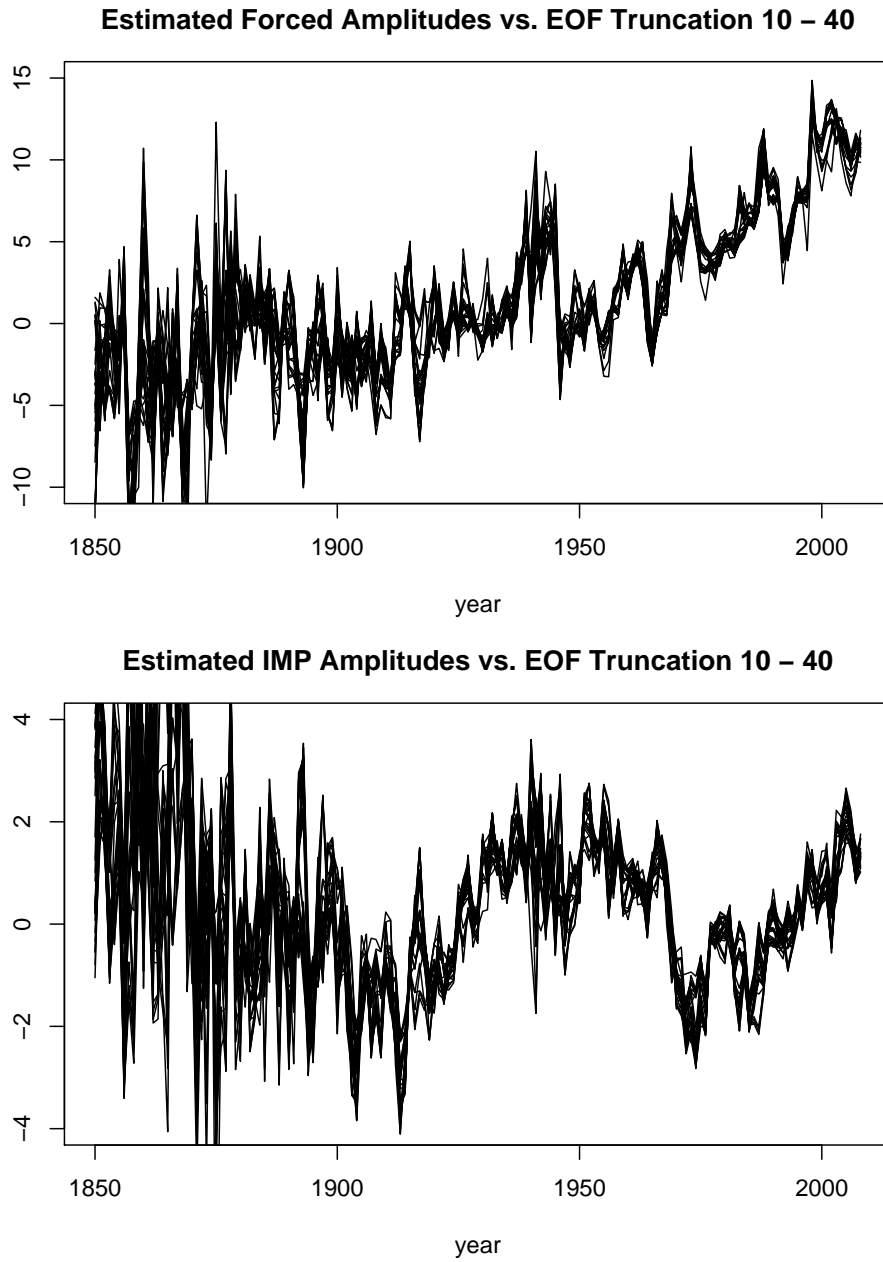 Estimated Forced Amplitudes vs. EOF Truncation 10 − 40
15
10
5
0
−5
−10
1850 1900 1950 2000
year
Estimated IMP Amplitudes vs. EOF Truncation 10 − 40
4
2
0
−2
−4
1850 1900 1950 2000
year